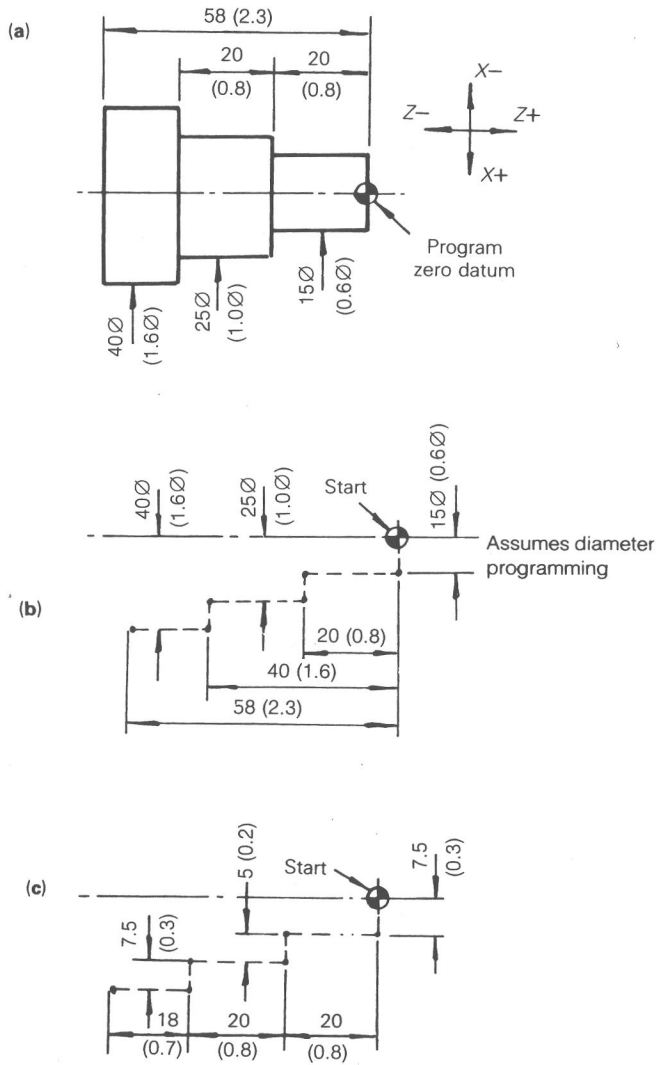 (a)
58 (2.3)
20
(0.8)
20
(0.8)
X−
Z−
Z+
X+
Program
zero datum
40Ø
(1.6Ø)
25Ø
(1.0Ø)
15Ø
(0.6Ø)
(b)
40Ø
(1.6Ø)
25Ø
(1.0Ø)
Start
15Ø (0.6Ø)
Assumes diameter
programming
20 (0.8)
40 (1.6)
58 (2.3)
(c)
5 (0.2)
Start
7.5
(0.3)
7.5
(0.3)
18
(0.7)
20
(0.8)
20
(0.8)